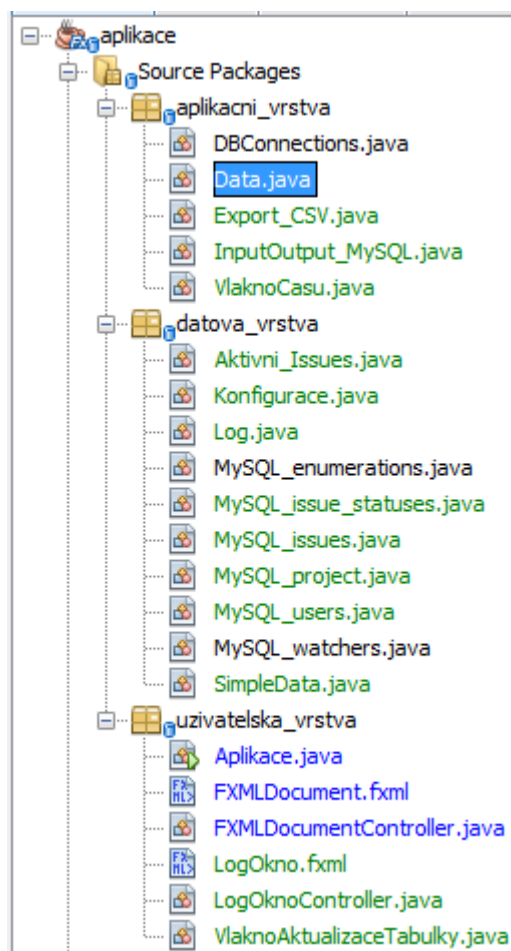 aplikace
Source Packages
aplikacni_vrstva
DBConnections.java
Data.java
Export_CSV.java
InputOutput_MySQL.java
VlaknoCasu.java
datova_vrstva
Aktivni_Issues.java
Konfigurace.java
Log.java
MySQL_enumerations.java
MySQL_issue_statuses.java
MySQL_issues.java
MySQL_project.java
MySQL_users.java
MySQL_watchers.java
SimpleData.java
uzivatelska_vrstva
Aplikace.java
FXMLDocument.fxml
FXMLDocumentController.java
LogOkno.fxml
LogOknoController.java
VlaknoAktualizaceTabulky.java